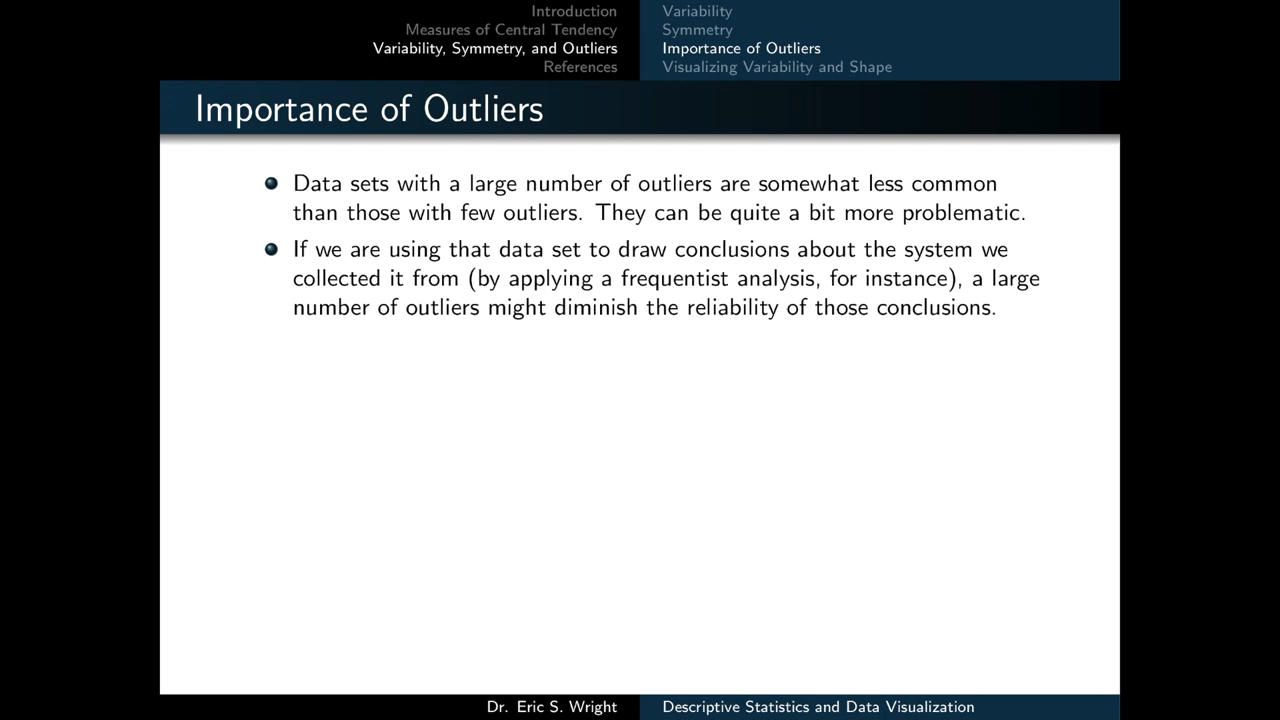 Introduction
Measures of Central Tendency
Variability, Symmetry, and Outliers
References
Variability
Symmetry
Importance of Outliers
Visualizing Variability and Shape
Importance of Outliers
Data sets with a large number of outliers are somewhat less common
than those with few outliers. They can be quite a bit more problematic.
If we are using that data set to draw conclusions about the system we
collected it from (by applying a frequentist analysis, for instance), a large
number of outliers might diminish the reliability of those conclusions.
Dr. Eric S. Wright
Descriptive Statistics and Data Visualization